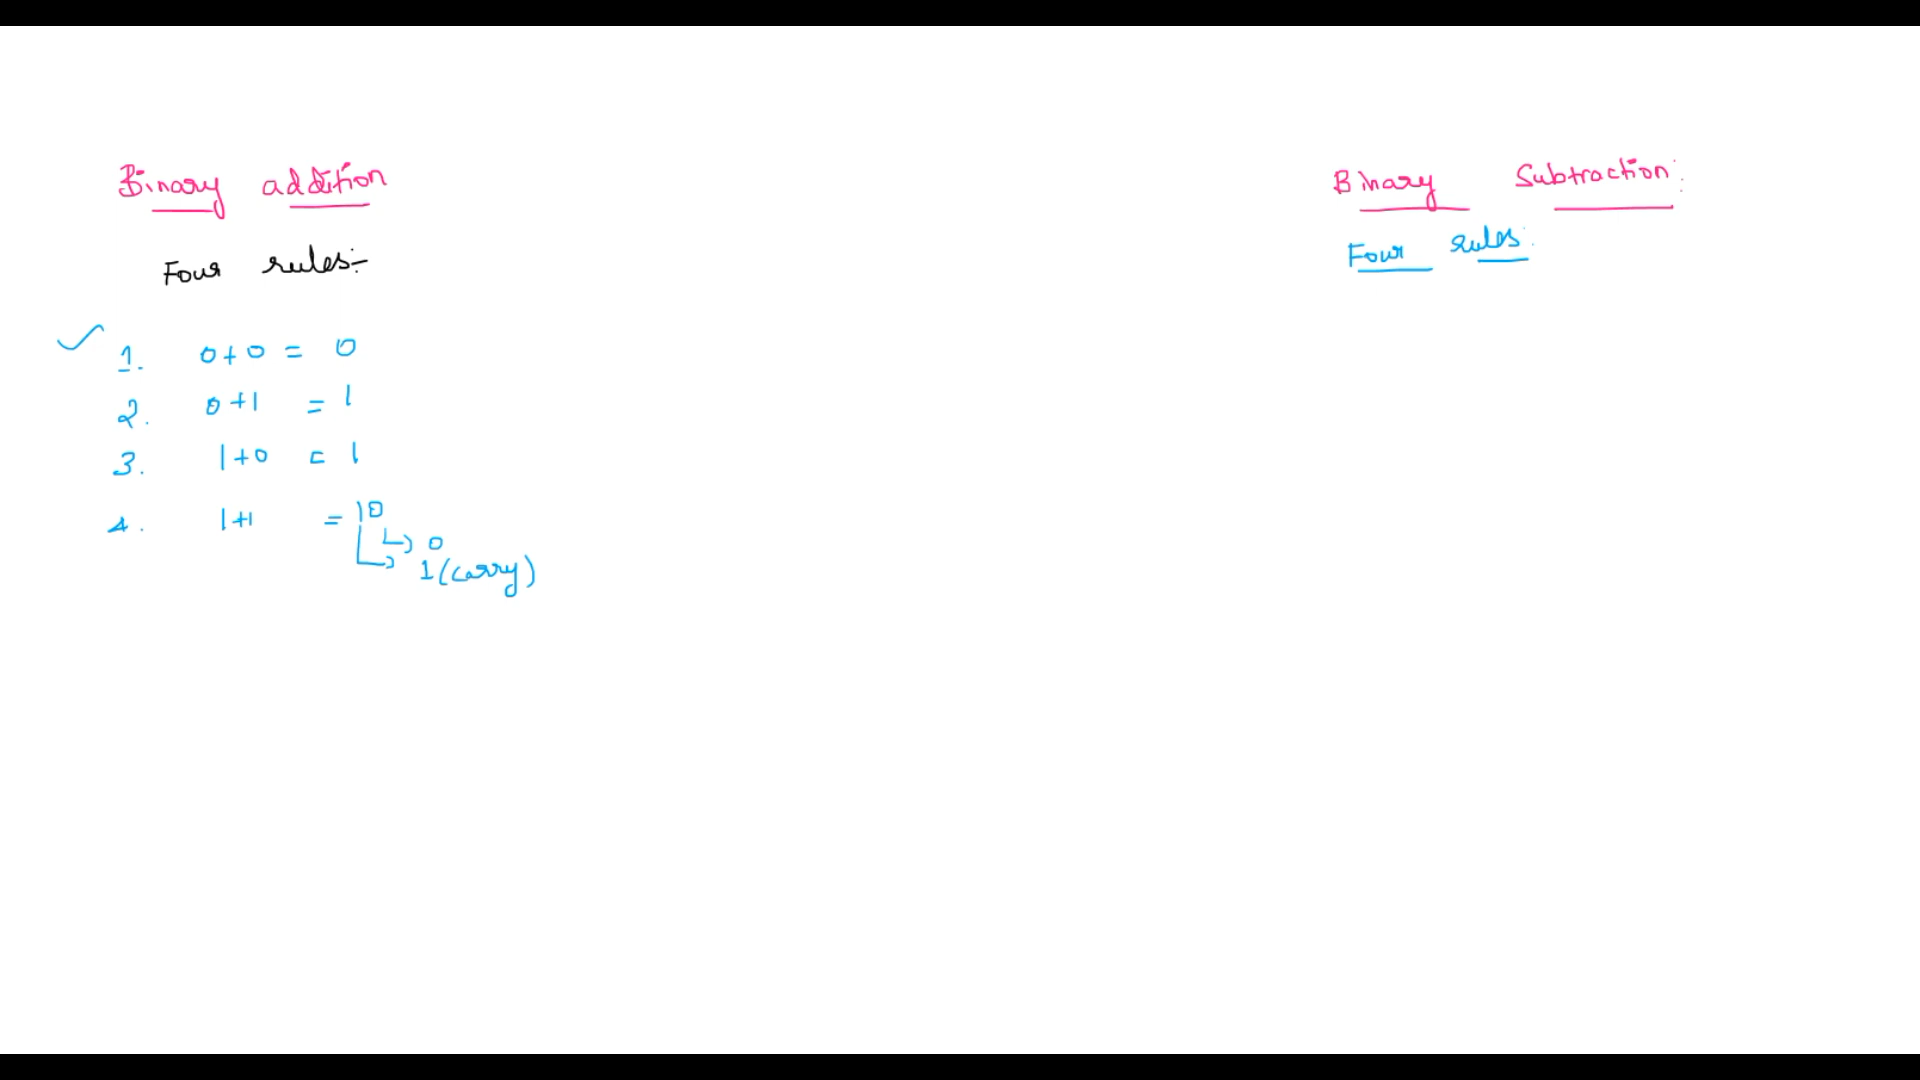 Binary addition
Four rules:-
1. 0+0 = 0
2. 0+1 = 1
3. 1+0 = 1
4. 1+1 = 10
0
1 (carry)
Binary Subtraction:
Four rules: